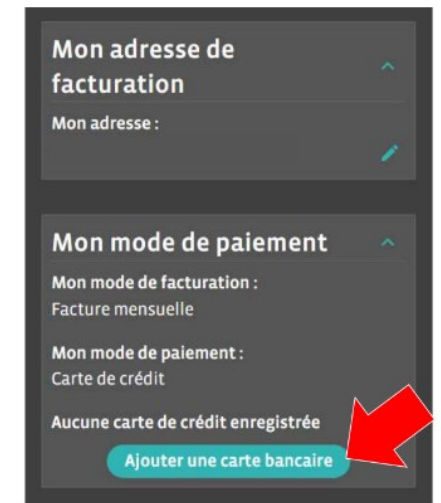 Mon adresse de
facturation
Mon adresse :
Mon mode de paiement
Mon mode de facturation :
Facture mensuelle
Mon mode de paiement :
Carte de crédit
Aucune carte de crédit enregistrée
Ajouter une carte bancaire